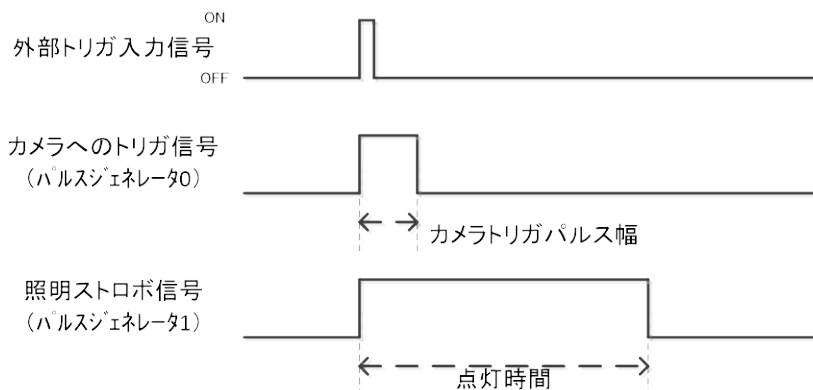 ON
外部トリガ入力信号
OFF
カメラへのトリガ信号
（ﾊﾟﾙｽｼﾞｪﾈﾚｰﾀ0）
カメラトリガパルス幅
照明ストロボ信号
（ﾊﾟﾙｽｼﾞｪﾈﾚｰﾀ1）
点灯時間